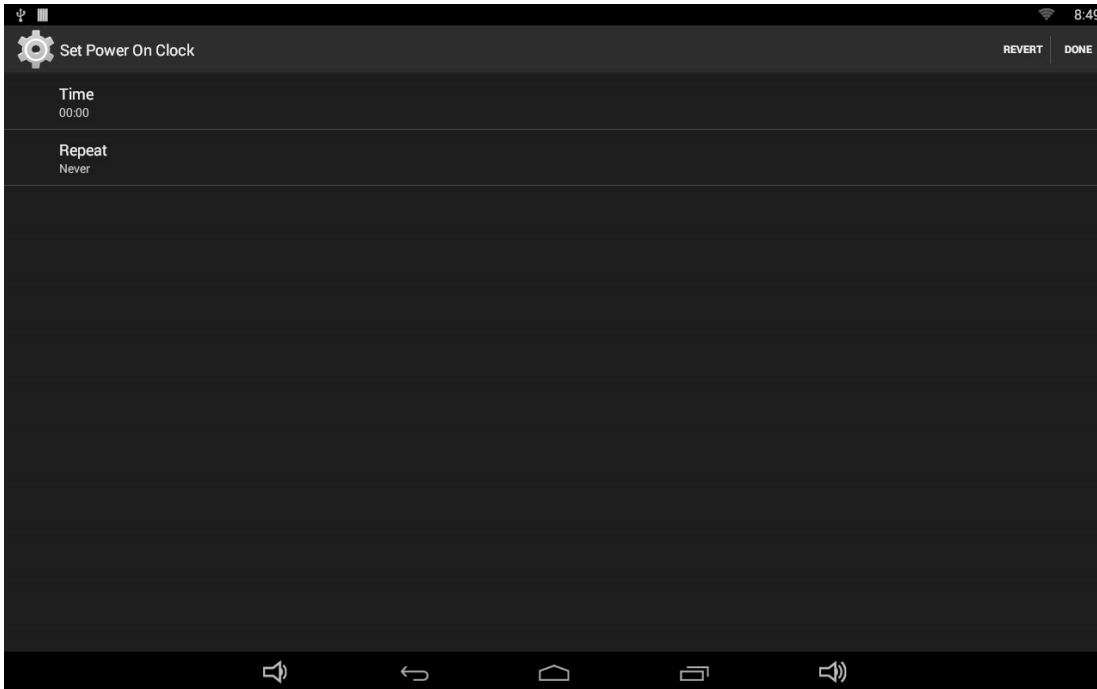 8:49
Set Power On Clock
REVERT
DONE
Time
00:00
Repeat
Never